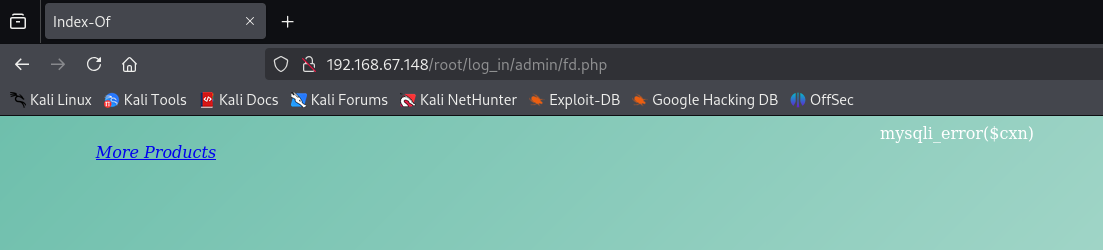 Index-Of
192.168.67.148/root/log_in/admin/fd.php
Kali Linux Kali Tools Kali Docs Kali Forums Kali NetHunter Exploit-DB Google Hacking DB OffSec
mysqli_error($cxn)
More Products